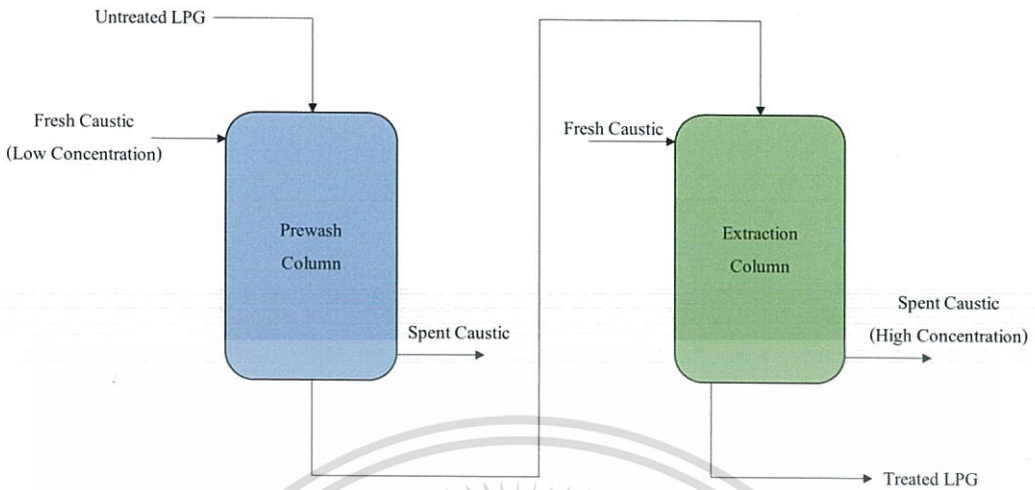 Untreated LPG
Fresh Caustic
(Low Concentration)
Prewash
Column
Spent Caustic
Fresh Caustic
Extraction
Column
Spent Caustic
(High Concentration)
Treated LPG